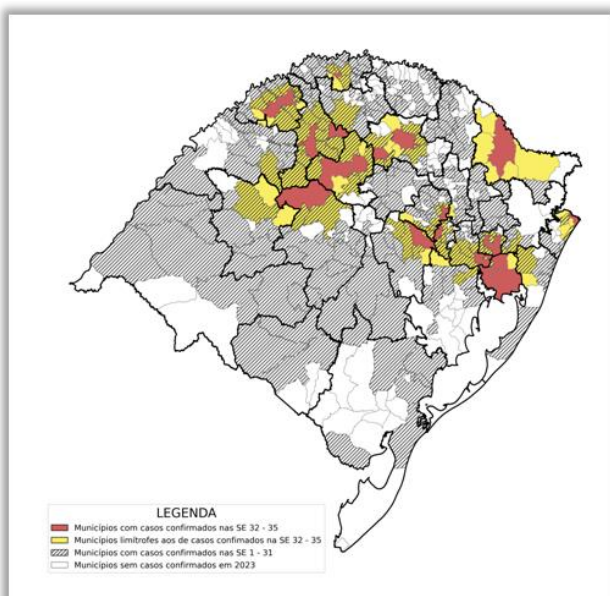 LEGENDA
Municípios com casos confirmados nas SE 32 - 35
Municípios limítrofes aos de casos confimados na SE 32 - 35
Municípios com casos confirmados nas SE 1 - 31
Municípios sem casos confirmados em 2023